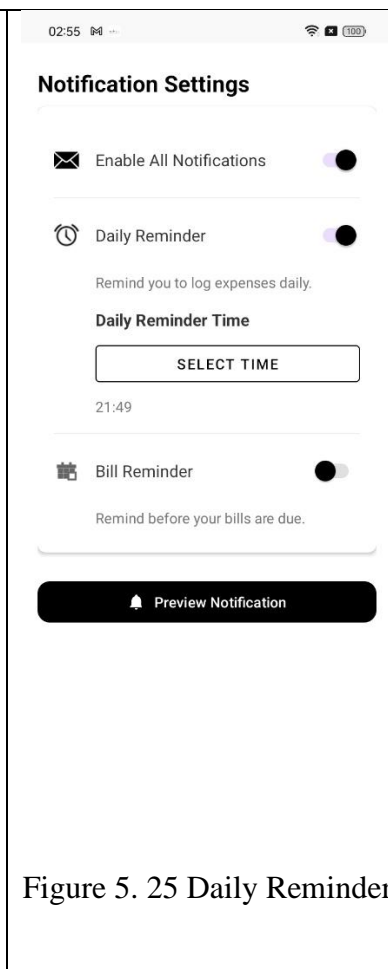 02:55
100
Notification Settings
Enable All Notifications
Daily Reminder
Remind you to log expenses daily.
Daily Reminder Time
SELECT TIME
21:49
Bill Reminder
Remind before your bills are due.
Preview Notification
Figure 5. 25 Daily Reminder